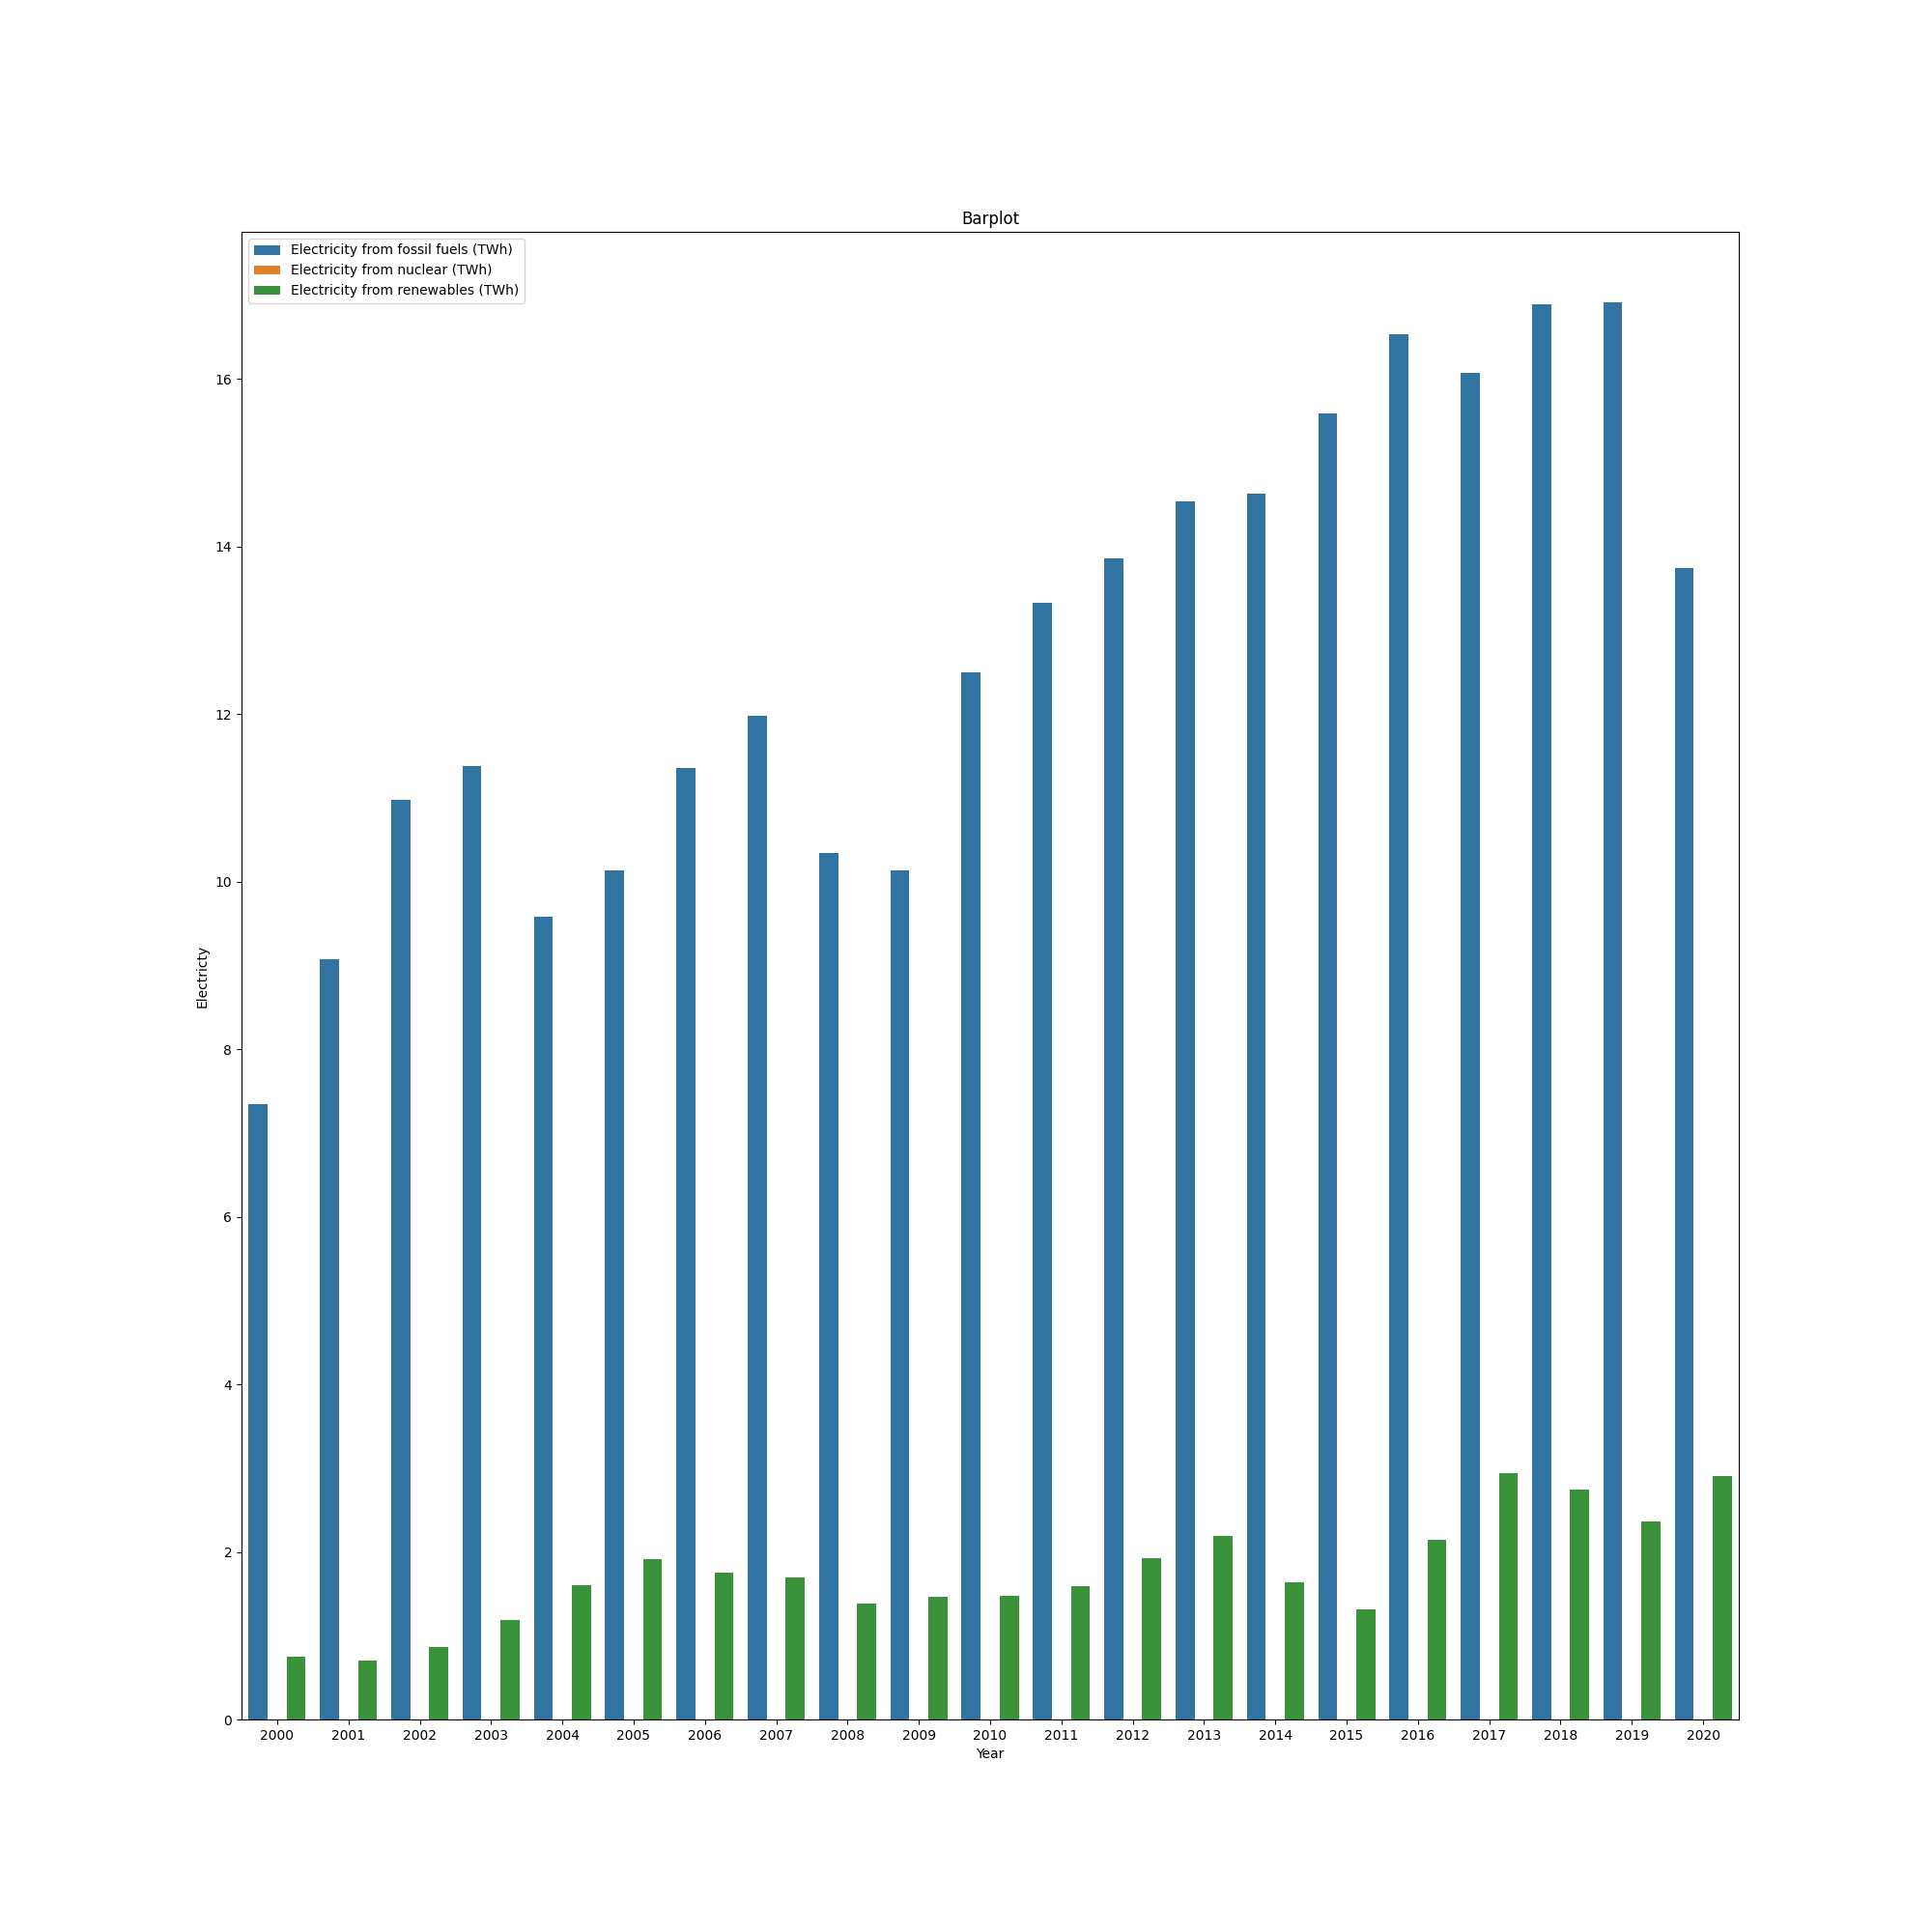 Barplot
Electricity from fossil fuels (TWh)
Electricity from nuclear (TWh)
Electricity from renewables (TWh)
16
14
12
10
8
6
4
2
0
Electricty
2000 2001 2002 2003 2004 2005 2006 2007 2008 2009 2010 2011 2012 2013 2014 2015 2016 2017 2018 2019 2020
Year